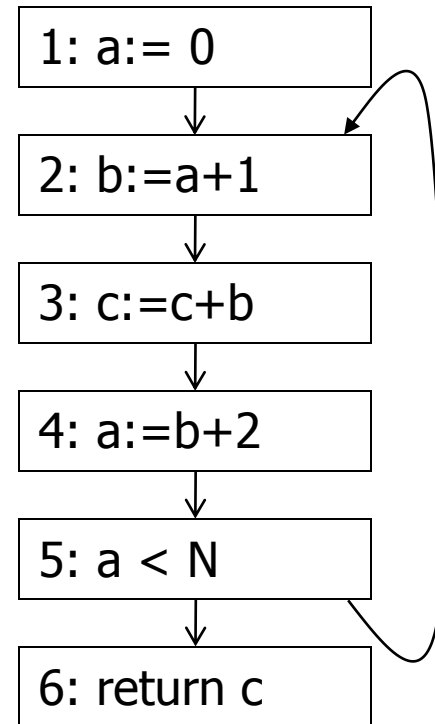 1: a:= 0
2: b:=a+1
3: c:=c+b
4: a:=b+2
5: a < N
6: return c